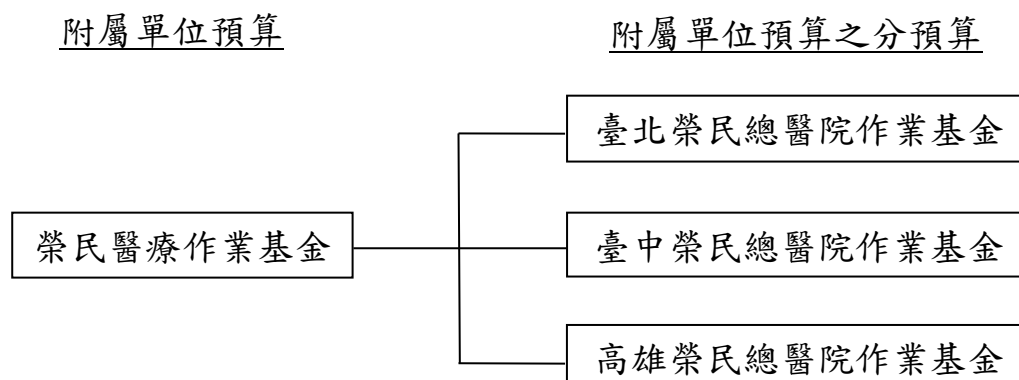 附屬單位預算
附屬單位預算之分預算
臺北榮民總醫院作業基金
榮民醫療作業基金
臺中榮民總醫院作業基金
高雄榮民總醫院作業基金